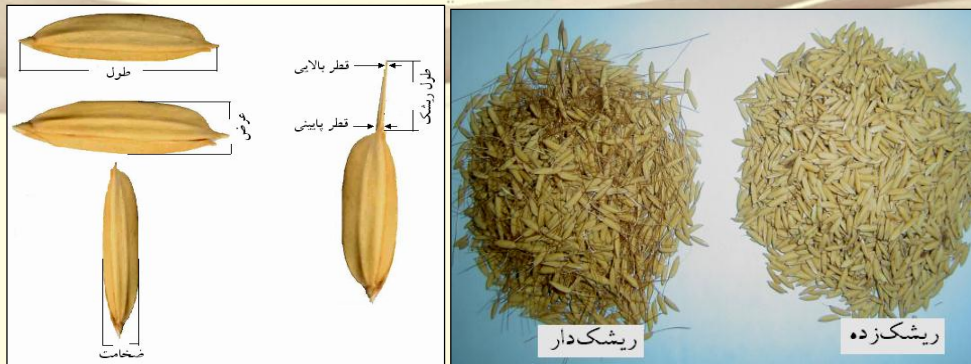 طول
عرض
ضخامت
قطر بالایی
قطر پایینی
طول ریشک
ریشک‌دار
ریشک‌زده